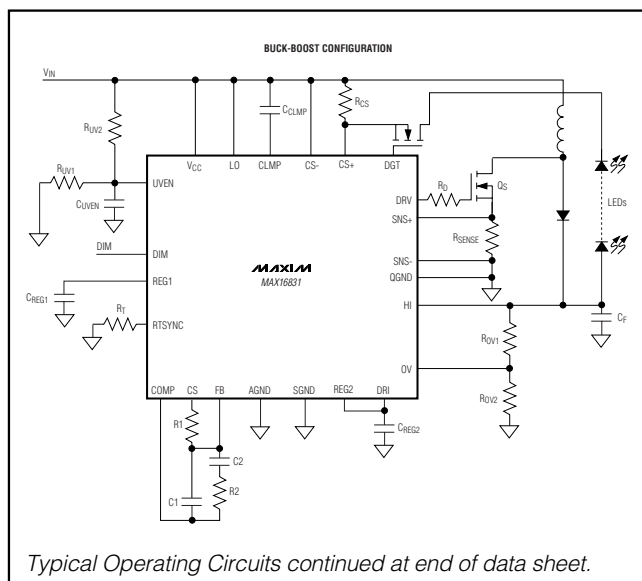 BUCK-BOOST CONFIGURATION
VIN
RUV2
RUV1
CUVEN
CCLMP
RCS
VCC
LO
CLMP
CS-
CS+
DGT
UVEN
DIM
DIM
REG1
CREG1
RT
RTSYNC
MAXIM
MAX16831
DRV
RD
QS
SNS+
RSENSE
SNS-
QGND
HI
LEDs
CF
ROV1
OV
ROV2
COMP
CS
FB
AGND
SGND
REG2
DRI
CREG2
R1
C2
C1
R2
Typical Operating Circuits continued at end of data sheet.